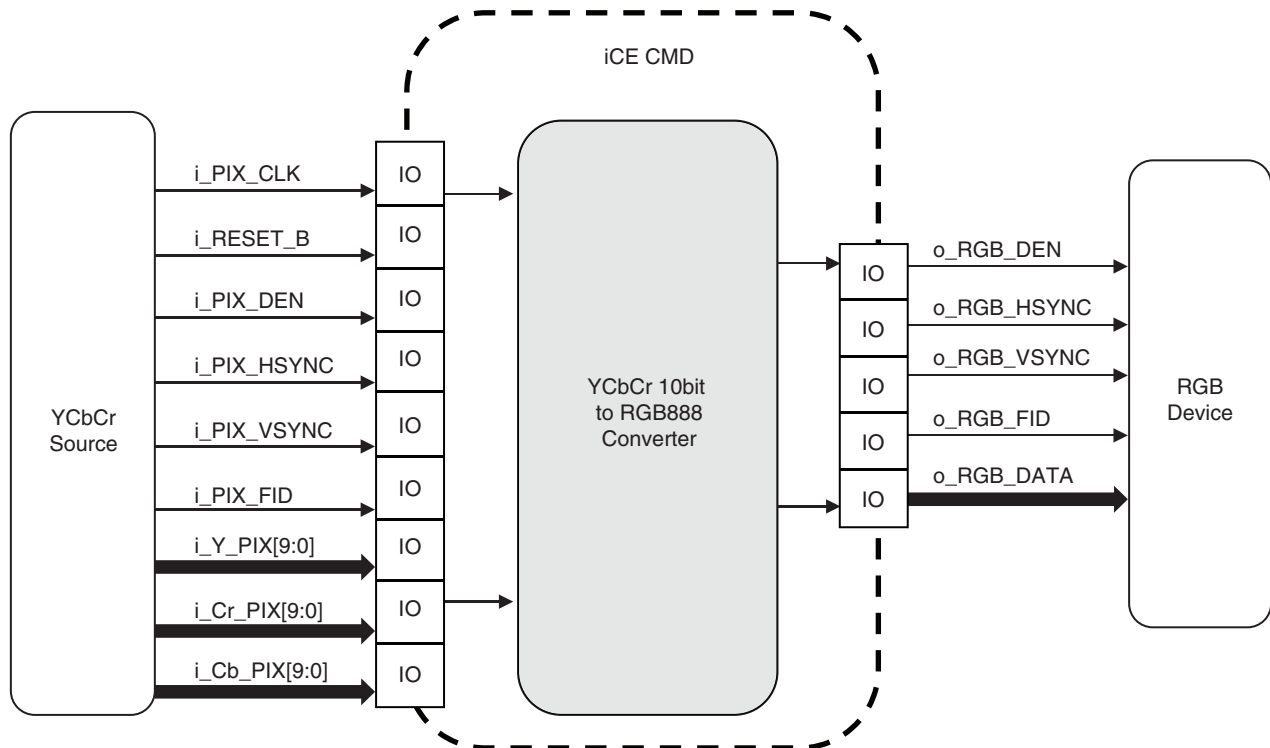 iCE CMD
YCbCr
Source
i_PIX_CLK
i_RESET_B
i_PIX_DEN
i_PIX_HSYNC
i_PIX_VSYNC
i_PIX_FID
i_Y_PIX[9:0]
i_Cr_PIX[9:0]
i_Cb_PIX[9:0]
IO
IO
IO
IO
IO
IO
IO
IO
IO
YCbCr 10bit
to RGB888
Converter
IO
IO
IO
IO
IO
o_RGB_DEN
o_RGB_HSYNC
o_RGB_VSYNC
o_RGB_FID
o_RGB_DATA
RGB
Device